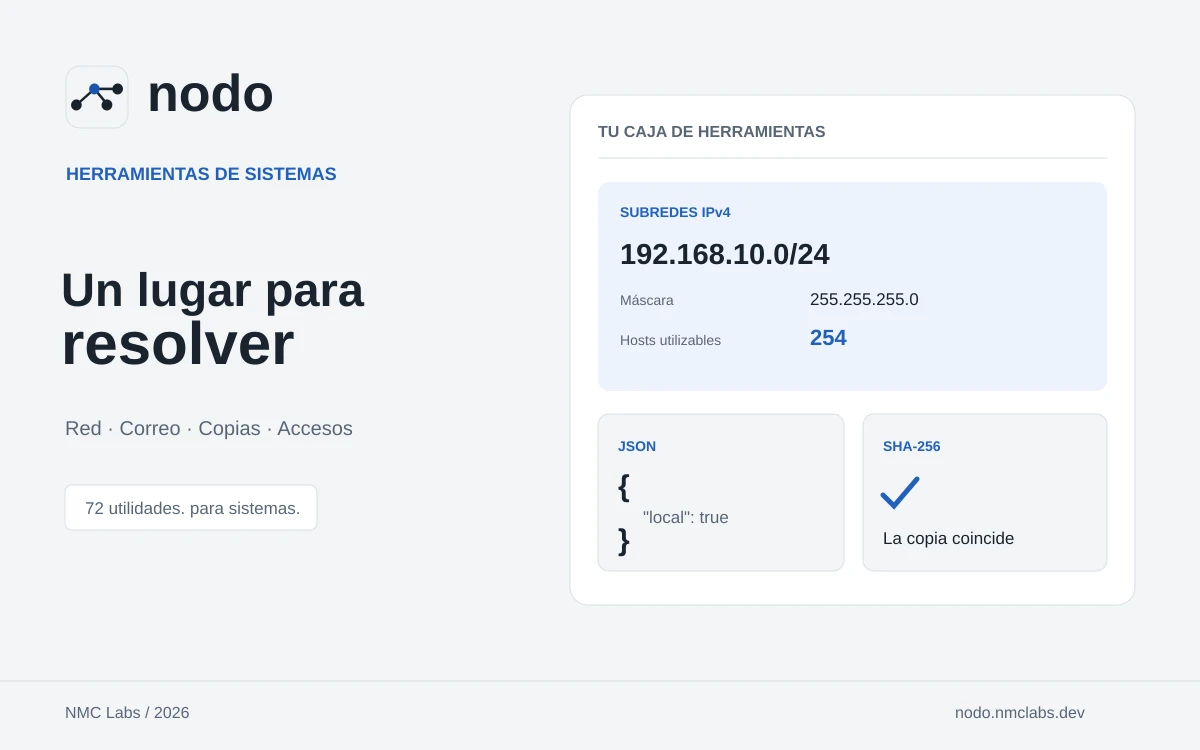 nodo
HERRAMIENTAS DE SISTEMAS
Un lugar para
resolver
Red · Correo · Copias · Accesos
72 utilidades. para sistemas.
TU CAJA DE HERRAMIENTAS
SUBREDES IPv4
192.168.10.0/24
Máscara 255.255.255.0
Hosts utilizables 254
JSON
{
"local": true
}
SHA-256
La copia coincide
NMC Labs / 2026
nodo.nmclabs.dev